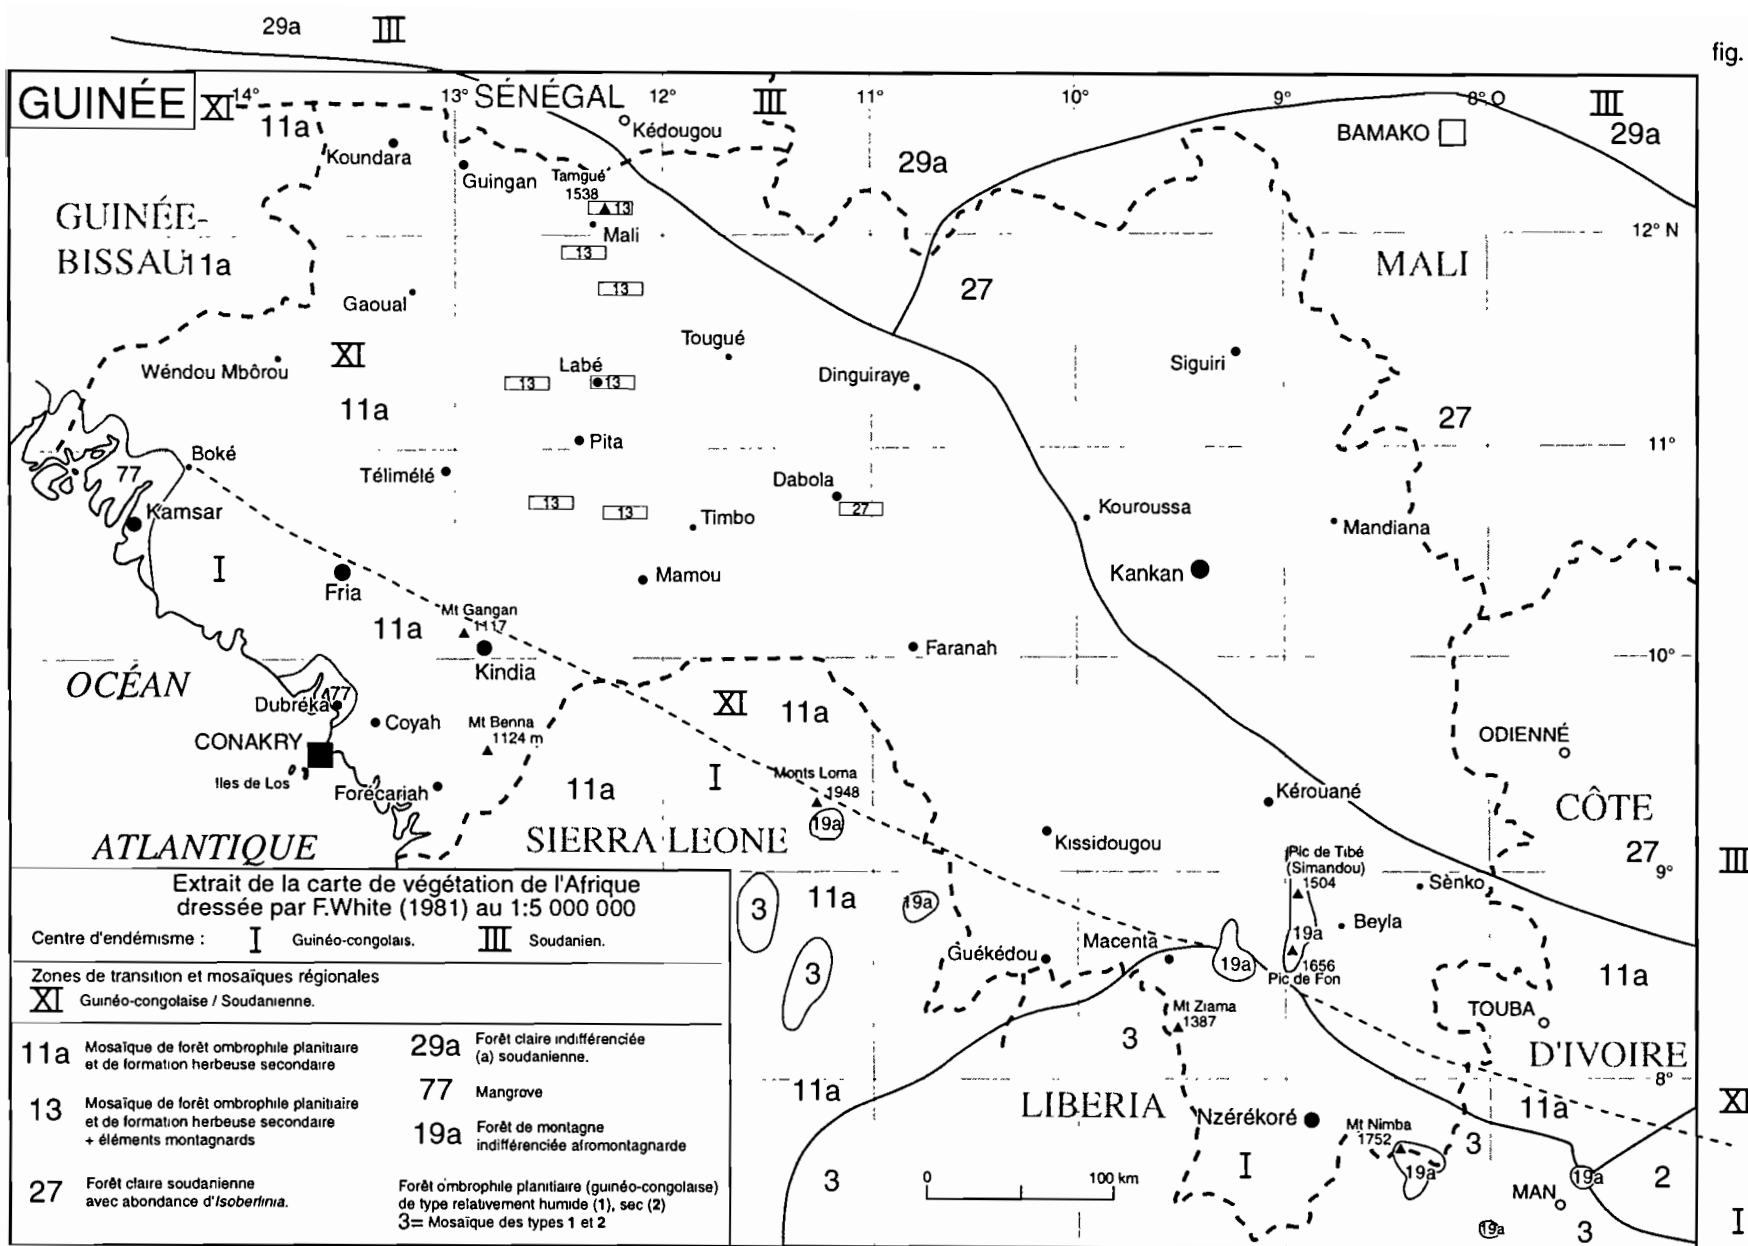 29a III
fig.
GUINÉE
XI 14° 13° SÉNÉGAL 12° III 11° 10° 9° 8° O III
11a
Kédougou
BAMAKO
29a
Koundara
Guingan
Tamgué
1538
29a
13
GUINÉE-
BISSAU 11a
Mali
12° N
MALI
13
13
27
Gaoual
XI
Wéndou Mbôrou
Tougué
Labé
13
13
Dinguiraye
Siguiri
11a
27
Pita
11°
Boké
77
Télimélé
Dabola
27
Kamsar
13
13
Timbo
Kouroussa
Mandiana
I
Fria
Mamou
Kankan
Mt Gangan
1117
11a
Kindia
Faranah
10°
OCÉAN
77
Dubréka
XI
11a
Coyah
Mt Benna
1124 m
CONAKRY
ODIENNÉ
Iles de Los
Forécariah
11a
I
Monts Loma
1948
19a
Kérouané
CÔTE
ATLANTIQUE
SIERRA LEONE
Kissidougou
27
III
Pic de Tibé
(Simandou)
1504
9°
Sènko
Extrait de la carte de végétation de l'Afrique
dressée par F.White (1981) au 1:5 000 000
3
11a
19a
Beyla
Centre d'endémisme :
I
Guinéo-congolais.
III
Soudanien.
Guékédou
Macenta
19a
19a
1656
Pic de Fon
3
11a
Zones de transition et mosaïques régionales
XI
Guinéo-congolaise / Soudanienne.
Mt Ziama
1387
TOUBA
3
D'IVOIRE
11a
Mosaïque de forêt ombrophile planitiaire
et de formation herbeuse secondaire
29a
Forêt claire indifférenciée
(a) soudanienne.
77
Mangrove
11a
LIBERIA
8°
11a
XI
13
Mosaïque de forêt ombrophile planitiaire
et de formation herbeuse secondaire
+ éléments montagnards
19a
Forêt de montagne
indifférenciée afromontagnarde
Nzérékoré
Mt Nimba
1752
3
19a
I
3
19a
2
27
Forêt claire soudanienne
avec abondance d'Isoberlinia.
Forêt ombrophile planitiaire (guinéo-congolaise)
de type relativement humide (1), sec (2)
3= Mosaïque des types 1 et 2
0
100 km
MAN
19a
3
I